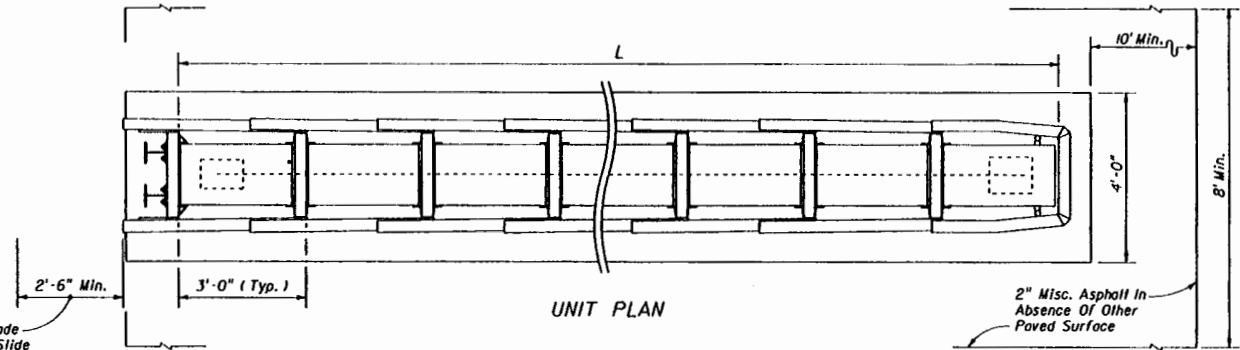 L
10' Min.
4'-0"
8' Min.
2'-6" Min.
3'-0" (Typ.)
UNIT PLAN
2" Misc. Asphalt In
Absence Of Other
Paved Surface
Slide